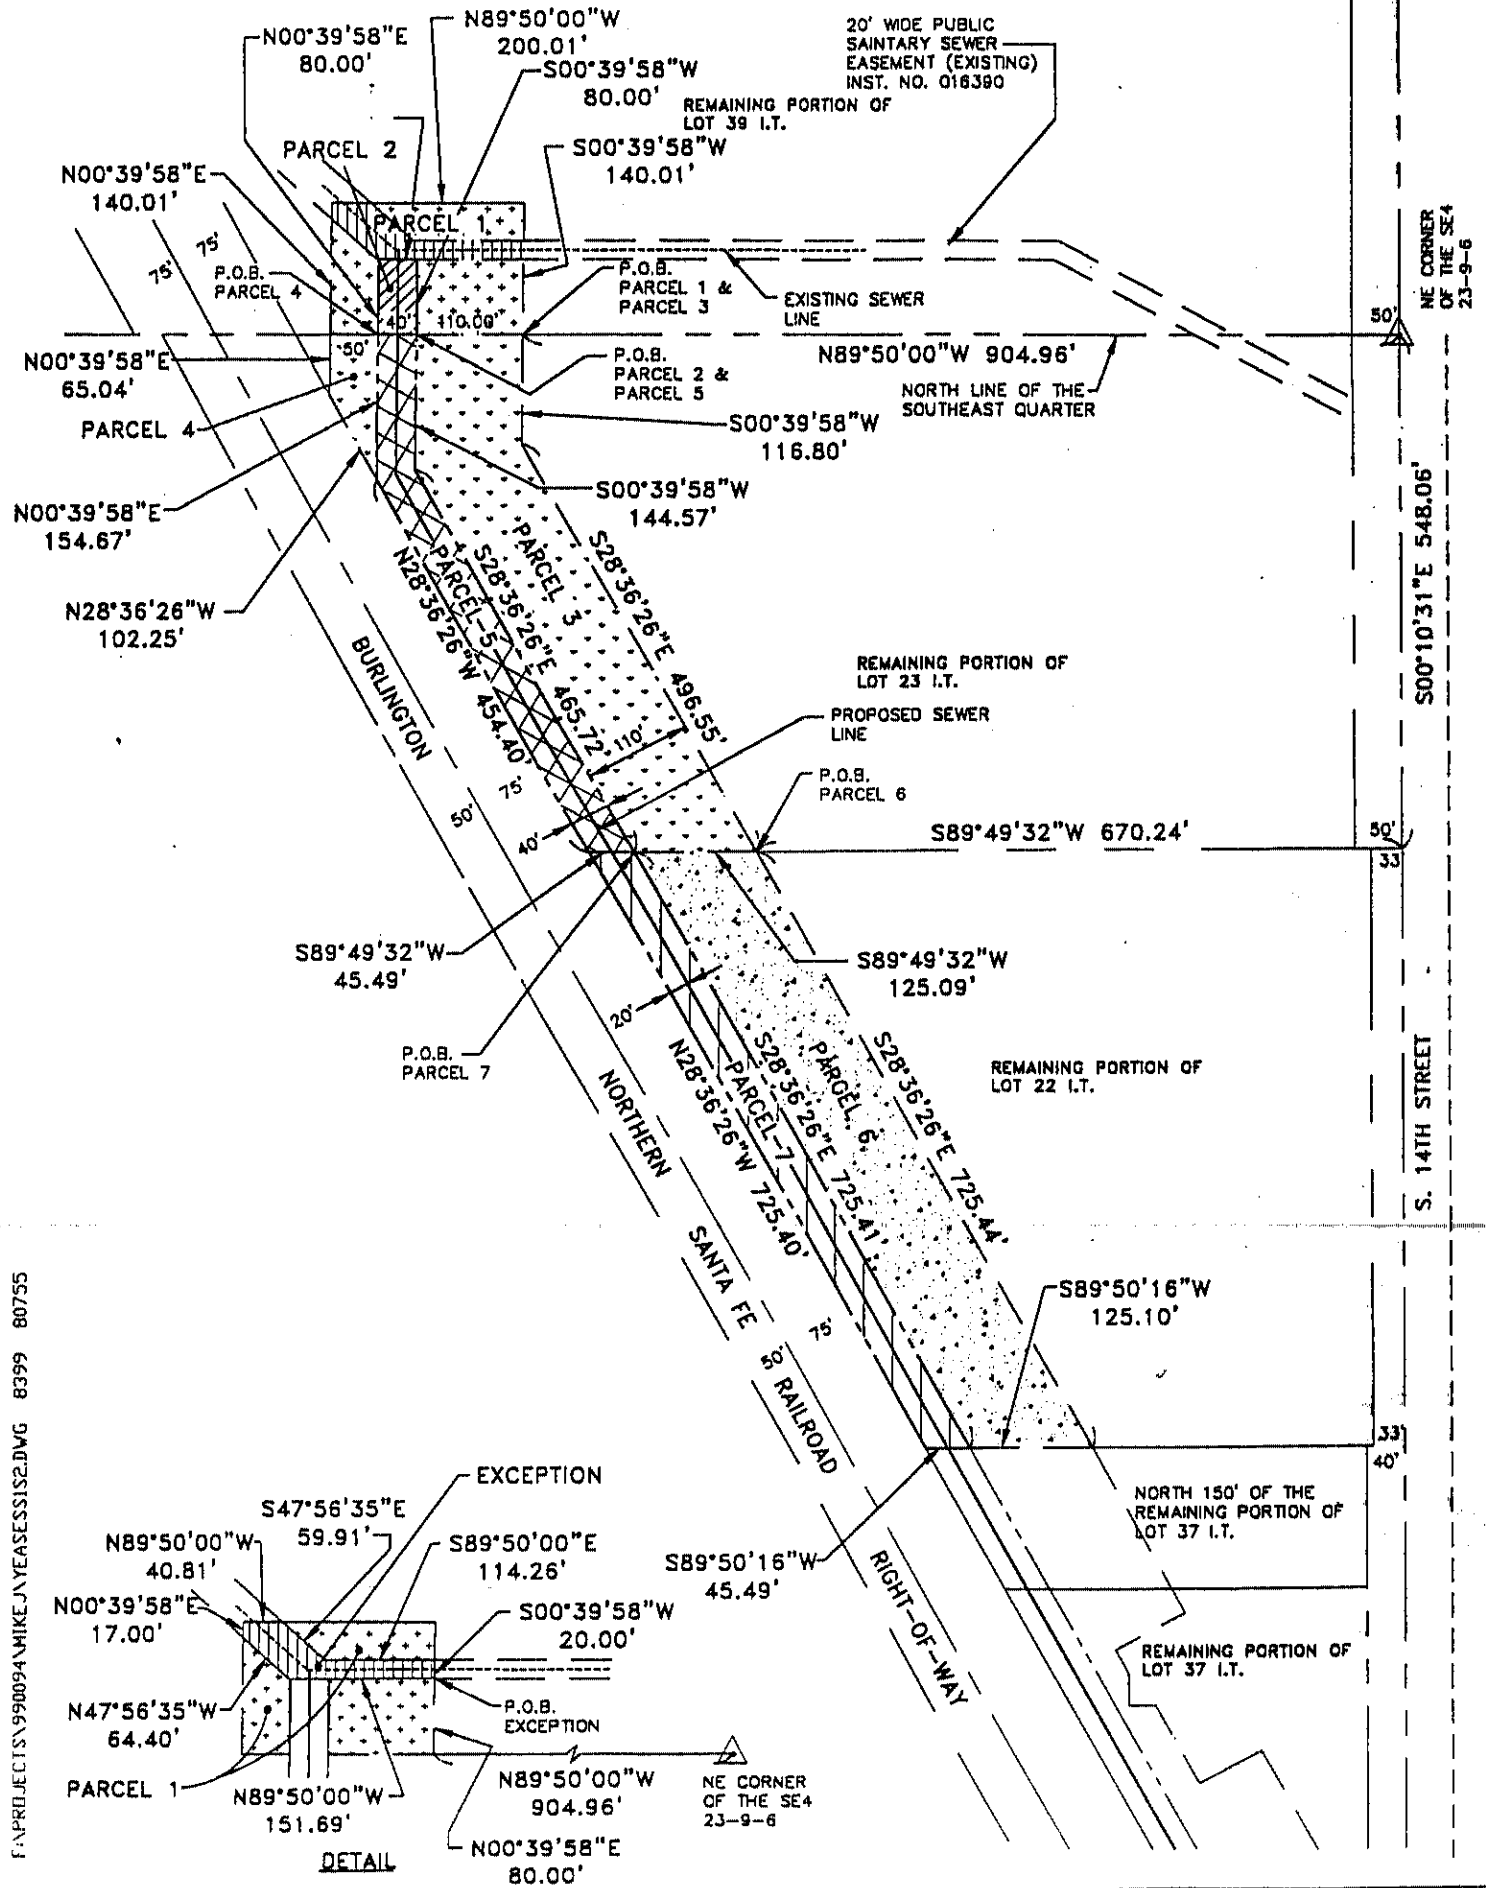 N00°39'58"E
80.00'
N89°50'00"W
200.01'
S00°39'58"W
80.00'
20' WIDE PUBLIC
SAINTARY SEWER
EASEMENT (EXISTING)
INST. NO. 016390
REMAINING PORTION OF
LOT 39 I.T.
PARCEL 2
S00°39'58"W
140.01'
N00°39'58"E
140.01'
PARCEL 1
75'
75'
P.O.B.
PARCEL 4
P.O.B.
PARCEL 1 &
PARCEL 3
EXISTING SEWER
LINE
NE CORNER
OF THE SE4
23-9-6
50'
40'
110.00'
50'
N89°50'00"W 904.96'
N00°39'58"E
65.04'
P.O.B.
PARCEL 2 &
PARCEL 5
NORTH LINE OF THE
SOUTHEAST QUARTER
PARCEL 4
S00°39'58"W
116.80'
S00°39'58"W
144.57'
N00°39'58"E
154.67'
S00°10'31"E 548.06'
N28°36'26"W
102.25'
N28°36'26"W 454.40'
PARCEL-5
S28°36'26"E 465.72'
PARCEL 3
S28°36'26"E 496.55'
BURLINGTON
REMAINING PORTION OF
LOT 23 I.T.
PROPOSED SEWER
LINE
110'
75'
50'
40'
P.O.B.
PARCEL 6
S89°49'32"W 670.24'
50'
33'
S89°49'32"W
45.49'
S89°49'32"W
125.09'
20'
P.O.B.
PARCEL 7
N28°36'26"W 725.40'
PARCEL-7
S28°36'26"E 725.41'
PARCEL 6
S28°36'26"E 725.44'
REMAINING PORTION OF
LOT 22 I.T.
S. 14TH STREET
NORTHERN
SANTA FE
75'
50'
RAILROAD
S89°50'16"W
125.10'
33'
40'
NORTH 150' OF THE
REMAINING PORTION OF
LOT 37 I.T.
S89°50'16"W
45.49'
RIGHT-OF-WAY
REMAINING PORTION OF
LOT 37 I.T.
EXCEPTION
S47°56'35"E
59.91'
N89°50'00"W
40.81'
S89°50'00"E
114.26'
N00°39'58"E
17.00'
S00°39'58"W
20.00'
N47°56'35"W
64.40'
P.O.B.
EXCEPTION
PARCEL 1
N89°50'00"W
151.69'
N89°50'00"W
904.96'
NE CORNER
OF THE SE4
23-9-6
N00°39'58"E
80.00'
DETAIL
F:\PROJECTS\990094\MIKEJ\YEASESS1S2.DWG 8399 80755